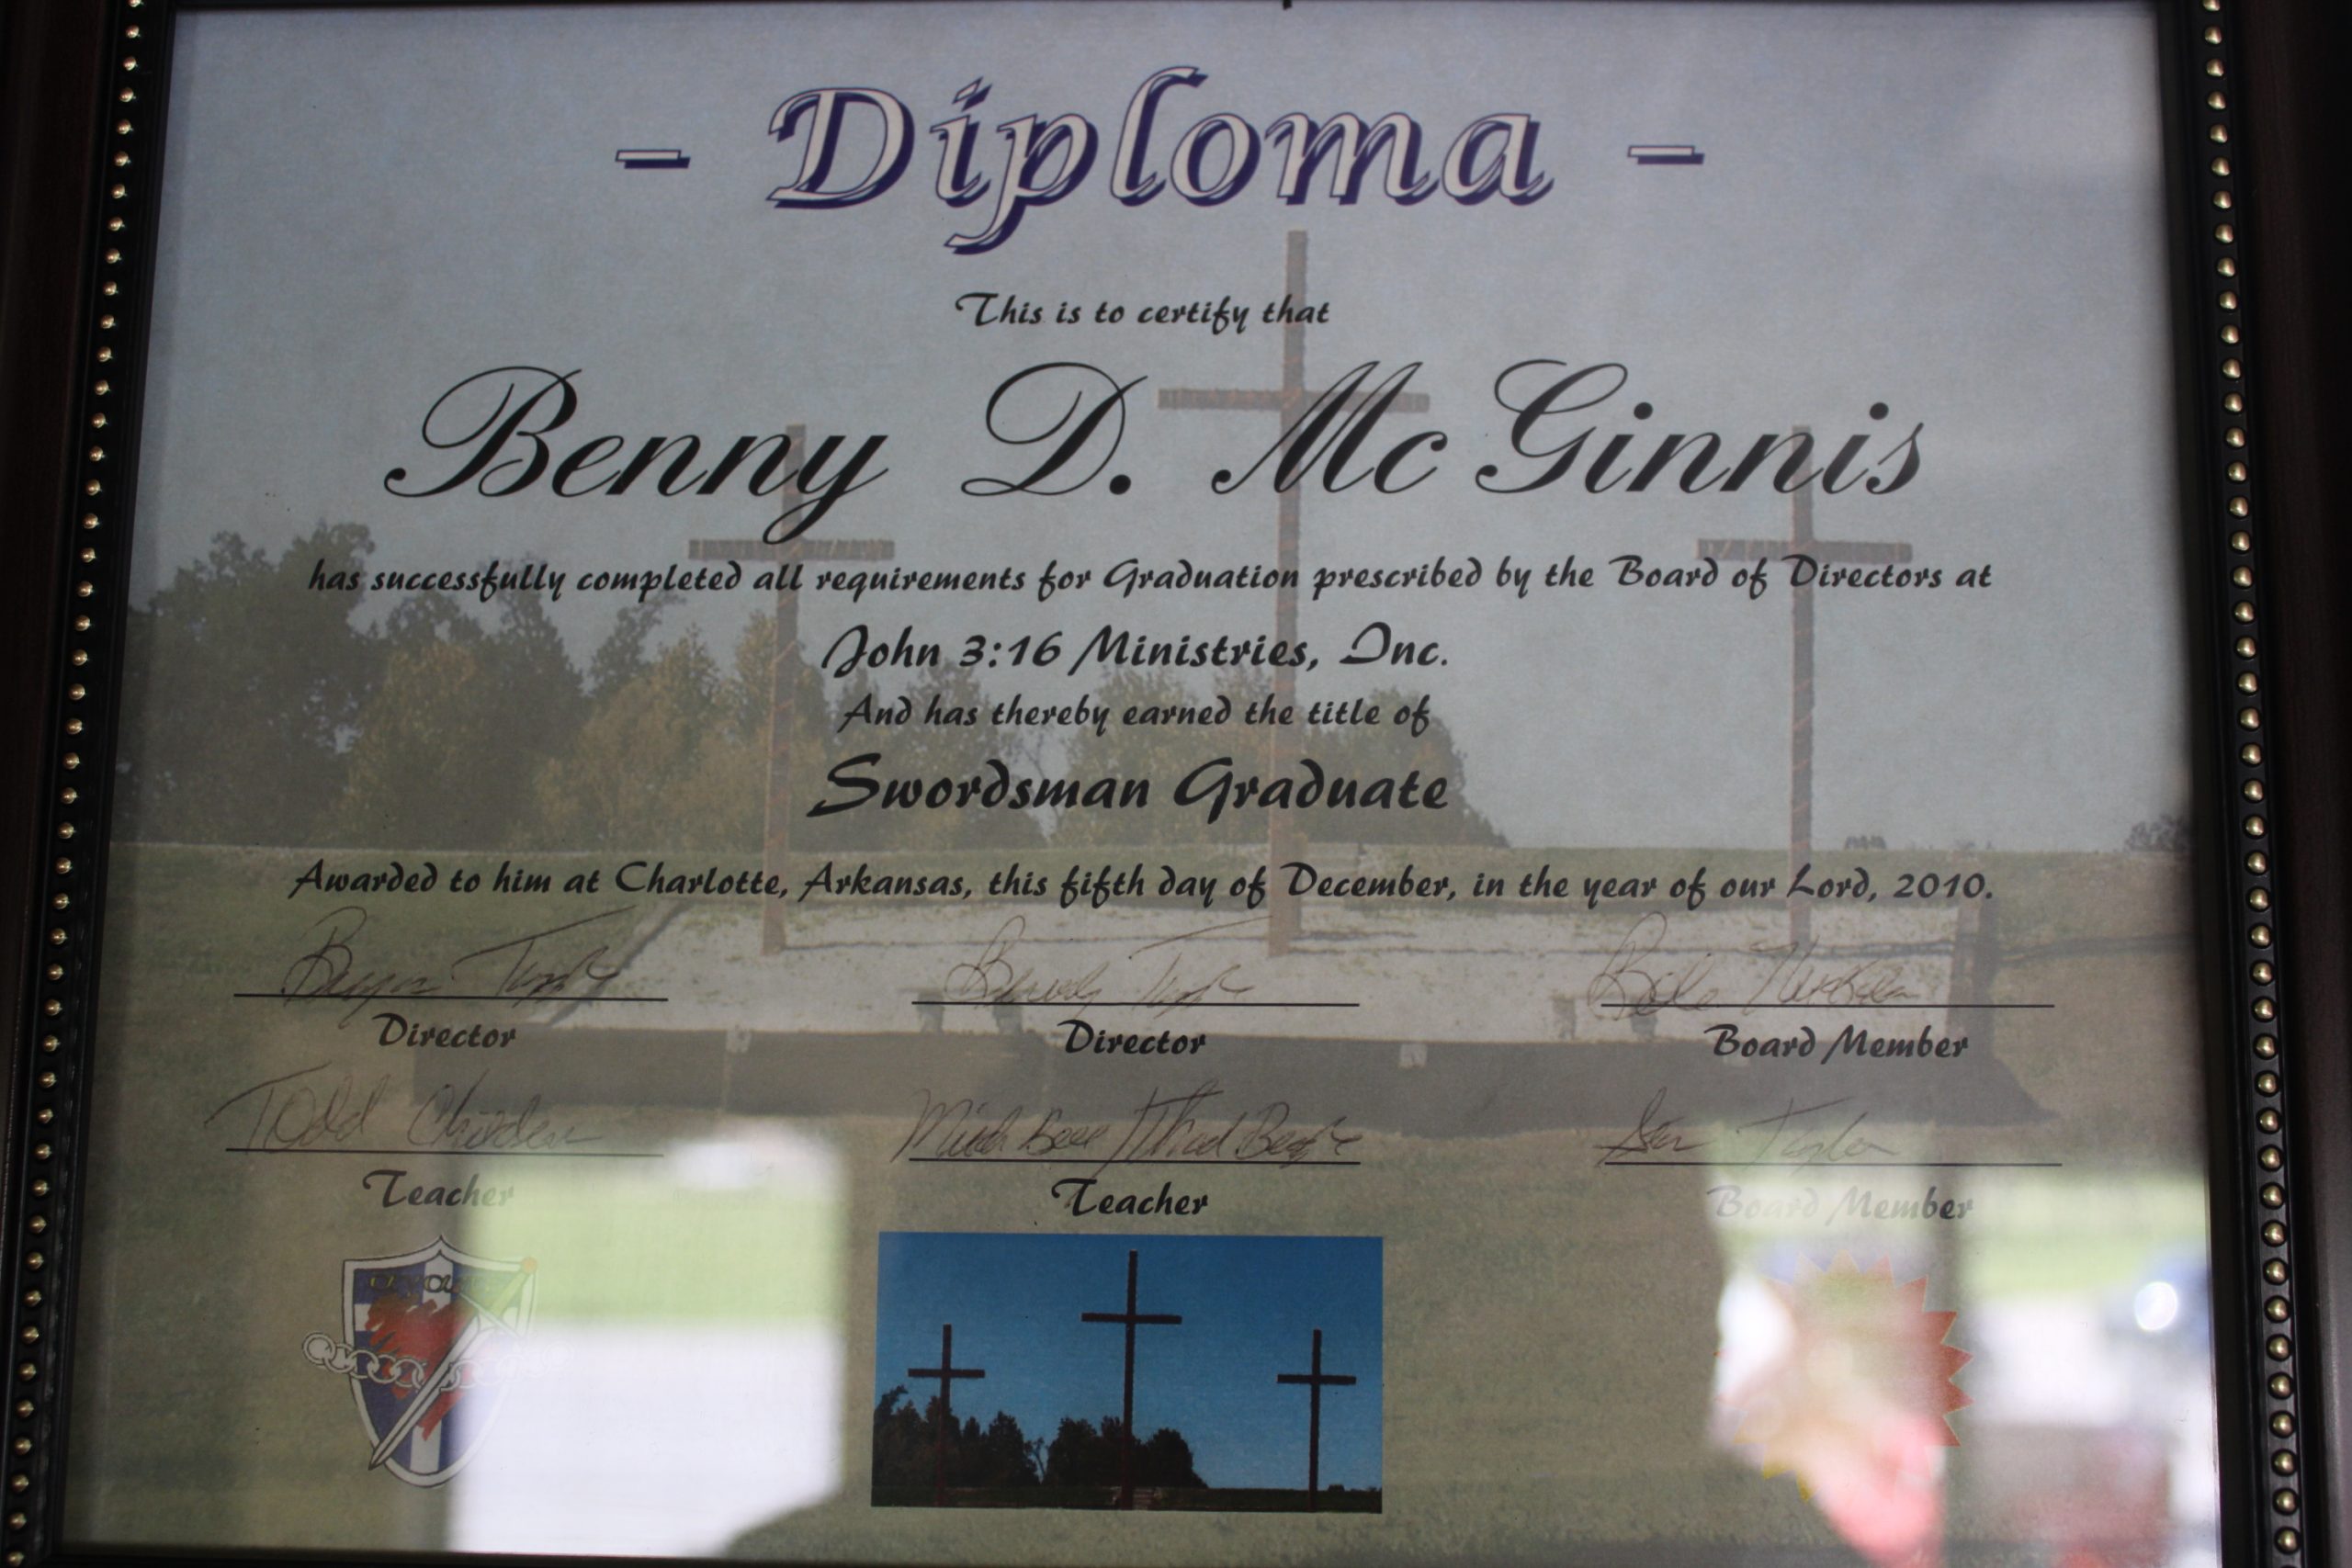 - Diploma -
This is to certify that
Benny D. Mc Ginnis
has successfully completed all requirements for Graduation prescribed by the Board of Directors at
John 3:16 Ministries, Inc.
And has thereby earned the title of
Swordsman Graduate
Awarded to him at Charlotte, Arkansas, this fifth day of December, in the year of our Lord, 2010.
Director
Director
Board Member
Todd
Teacher
Teacher
Board Member